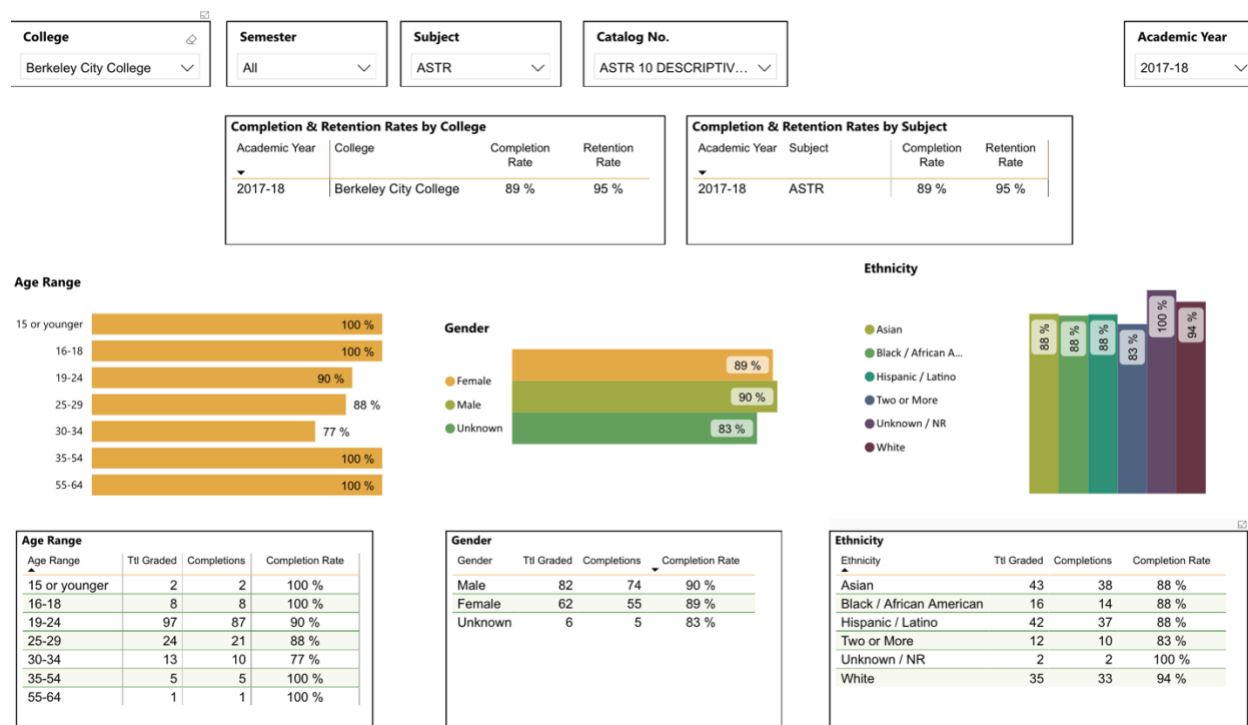 College
Semester
Subject
Catalog No.
Academic Year
Berkeley City College
All
ASTR
ASTR 10 DESCRIPTIV...
2017-18
Completion & Retention Rates by College
Academic Year College Completion Rate Retention Rate
2017-18 Berkeley City College 89 % 95 %
Completion & Retention Rates by Subject
Academic Year Subject Completion Rate Retention Rate
2017-18 ASTR 89 % 95 %
Age Range
15 or younger 100 %
16-18 100 %
19-24 90 %
25-29 88 %
30-34 77 %
35-54 100 %
55-64 100 %
Gender
Female
Male
Unknown
89 %
90 %
83 %
Ethnicity
Asian
Black / African A...
Hispanic / Latino
Two or More
Unknown / NR
White
88 %
88 %
88 %
83 %
100 %
94 %
Age Range
Age Range Ttl Graded Completions Completion Rate
15 or younger 2 2 100 %
16-18 8 8 100 %
19-24 97 87 90 %
25-29 24 21 88 %
30-34 13 10 77 %
35-54 5 5 100 %
55-64 1 1 100 %
Gender
Gender Ttl Graded Completions Completion Rate
Male 82 74 90 %
Female 62 55 89 %
Unknown 6 5 83 %
Ethnicity
Ethnicity Ttl Graded Completions Completion Rate
Asian 43 38 88 %
Black / African American 16 14 88 %
Hispanic / Latino 42 37 88 %
Two or More 12 10 83 %
Unknown / NR 2 2 100 %
White 35 33 94 %